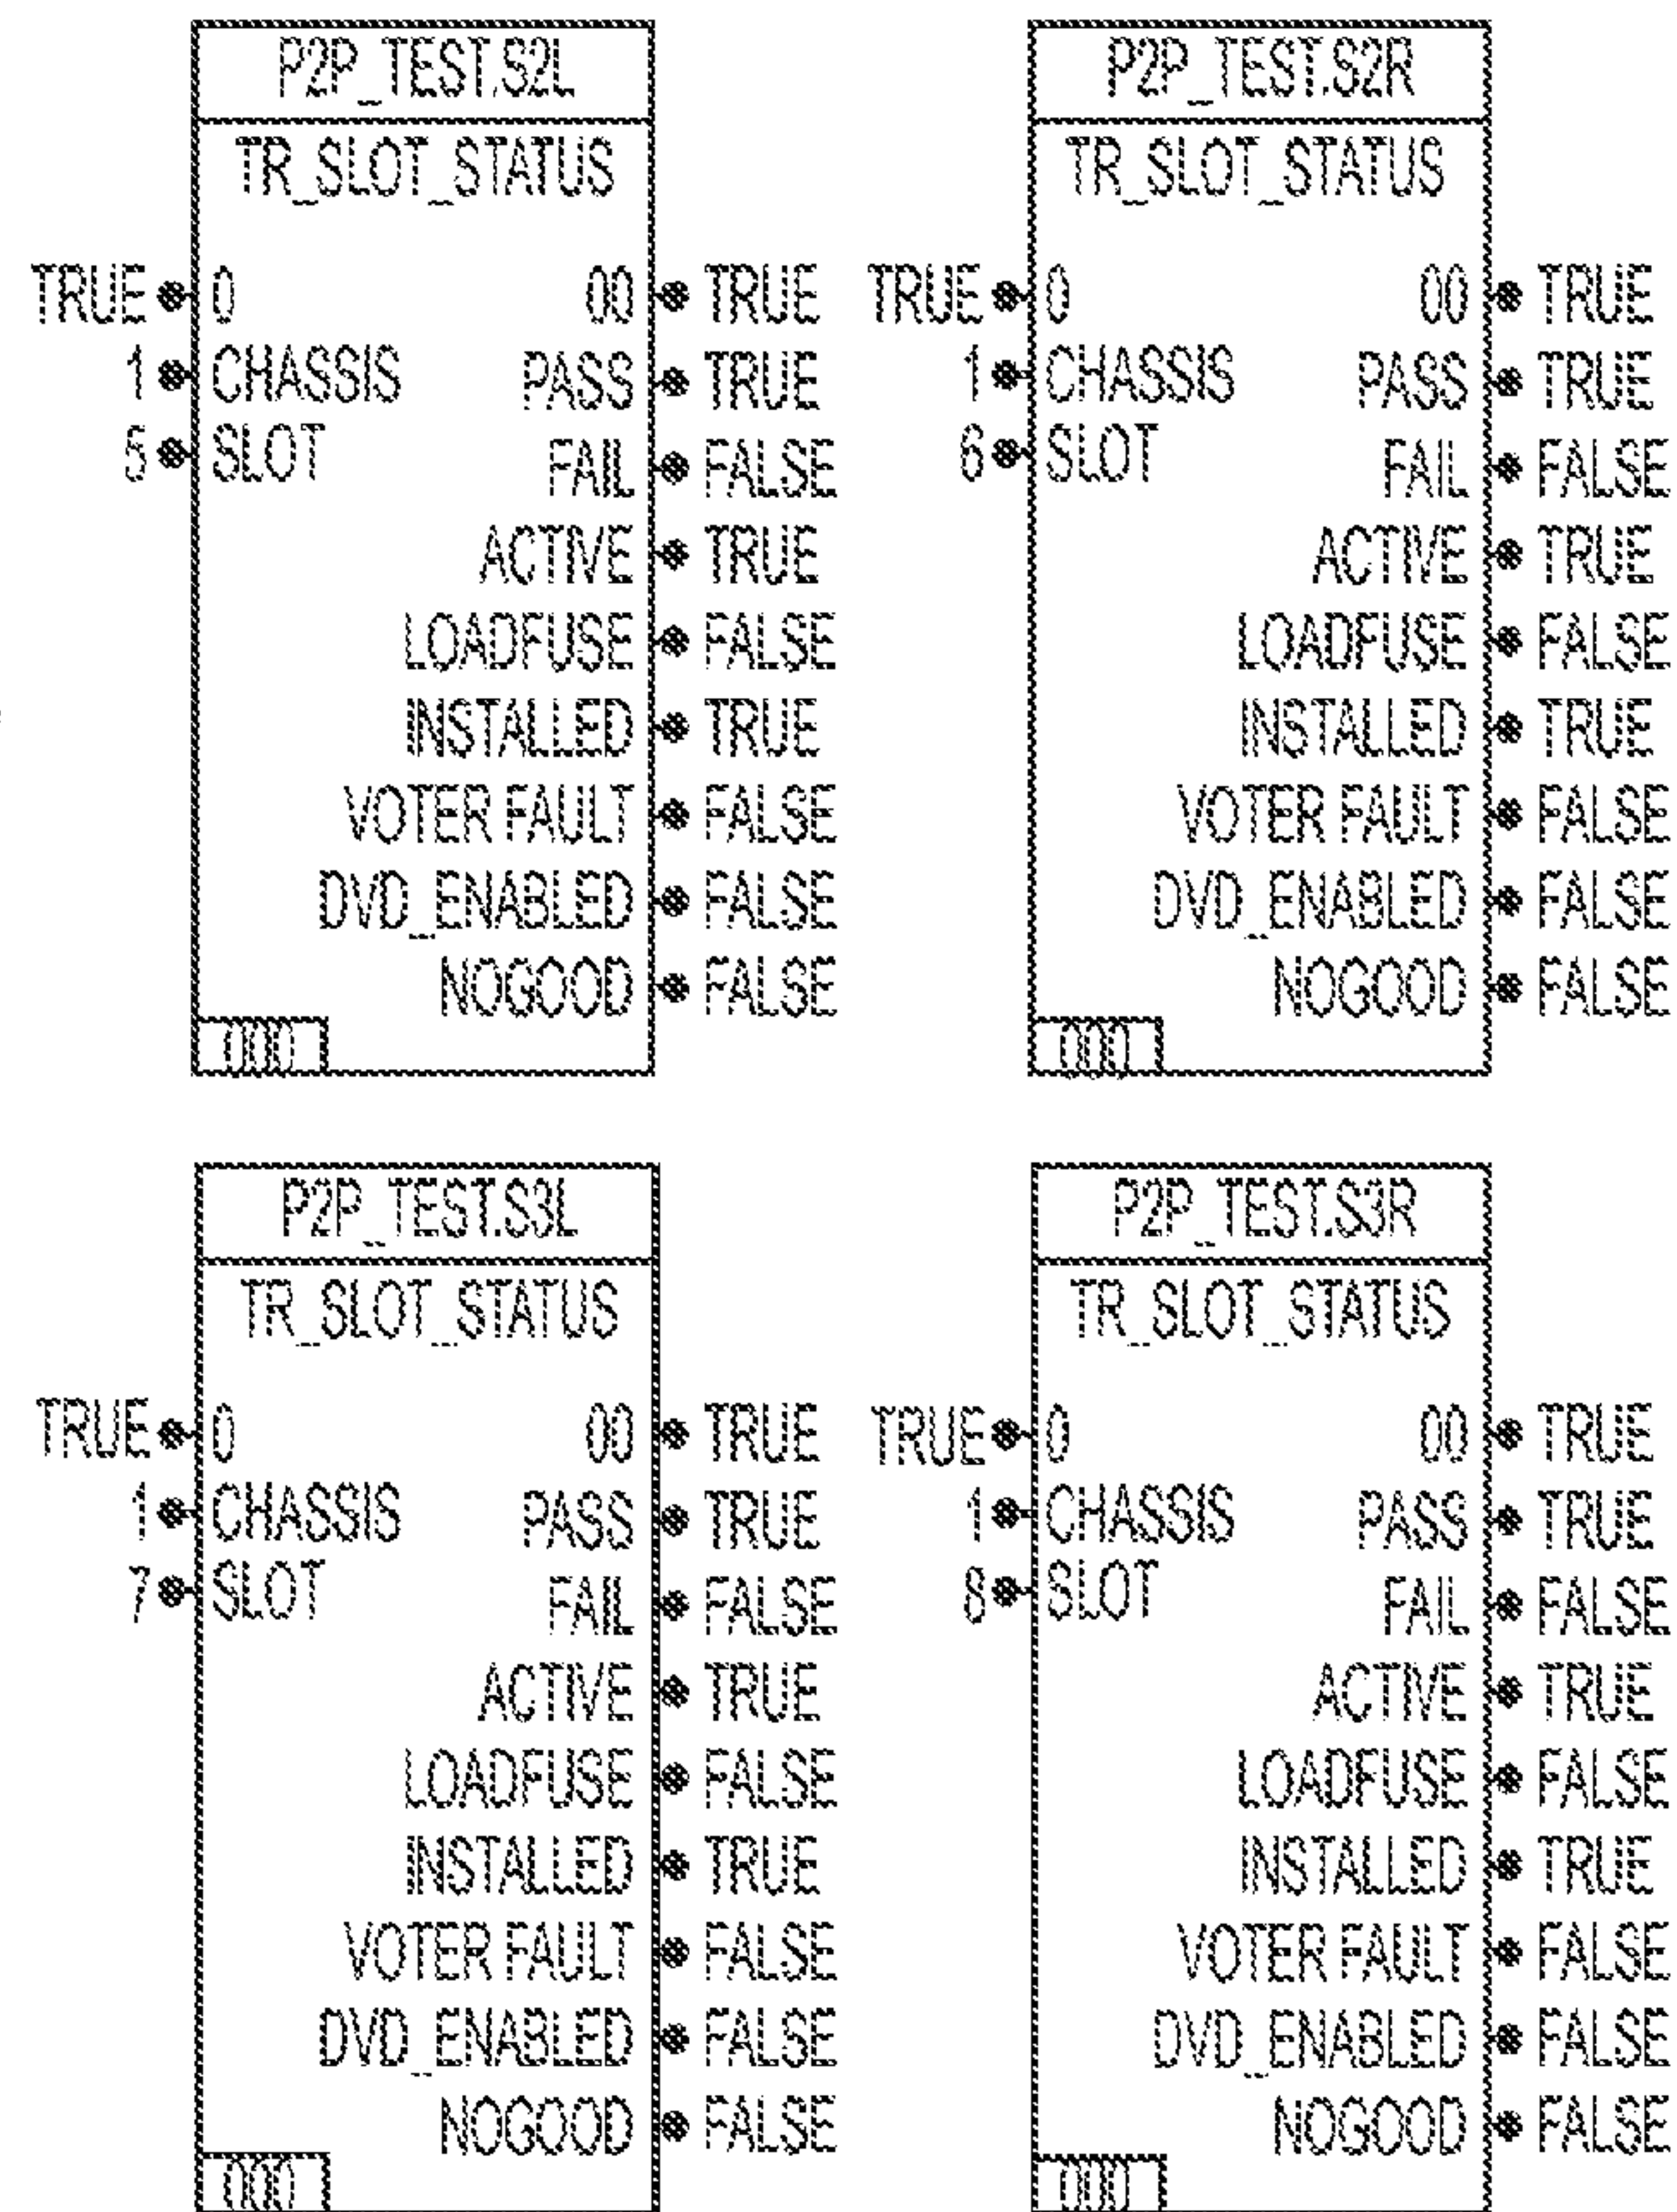 P2P_TEST.S2L
TR_SLOT_STATUS
TRUE 0 00 TRUE
1 CHASSIS PASS TRUE
5 SLOT FAIL FALSE
ACTIVE TRUE
LOADFUSE FALSE
INSTALLED TRUE
VOTER FAULT FALSE
DVD_ENABLED FALSE
NOGOOD FALSE
000
P2P_TEST.S2R
TR_SLOT_STATUS
TRUE 0 00 TRUE
1 CHASSIS PASS TRUE
6 SLOT FAIL FALSE
ACTIVE TRUE
LOADFUSE FALSE
INSTALLED TRUE
VOTER FAULT FALSE
DVD_ENABLED FALSE
NOGOOD FALSE
000
P2P_TEST.S3L
TR_SLOT_STATUS
TRUE 0 00 TRUE
1 CHASSIS PASS TRUE
7 SLOT FAIL FALSE
ACTIVE TRUE
LOADFUSE FALSE
INSTALLED TRUE
VOTER FAULT FALSE
DVD_ENABLED FALSE
NOGOOD FALSE
000
P2P_TEST.S3R
TR_SLOT_STATUS
TRUE 0 00 TRUE
1 CHASSIS PASS TRUE
8 SLOT FAIL FALSE
ACTIVE TRUE
LOADFUSE FALSE
INSTALLED TRUE
VOTER FAULT FALSE
DVD_ENABLED FALSE
NOGOOD FALSE
000